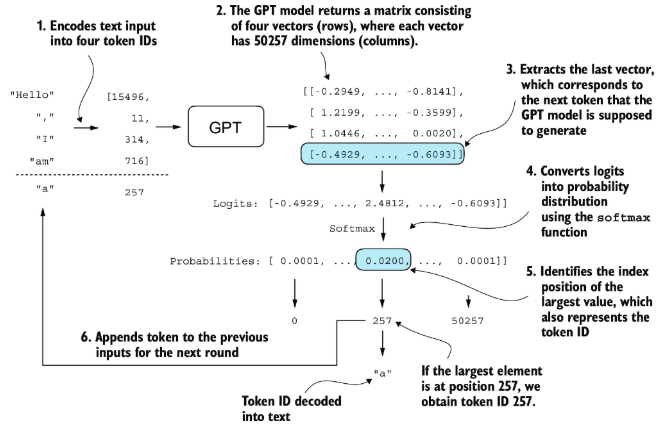 1. Encodes text input
into four token IDs
2. The GPT model returns a matrix consisting
of four vectors (rows), where each vector
has 50257 dimensions (columns).
3. Extracts the last vector,
which corresponds to
the next token that the
GPT model is supposed
to generate
"Hello" [15496,
"," 11,
"I" 314,
"am" 716]
"a" 257
GPT
[[-0.2949, ..., -0.8141],
[ 1.2199, ..., -0.3599],
[ 1.0446, ..., 0.0020],
[-0.4929, ..., -0.6093]]
4. Converts logits
into probability
distribution
using the softmax
function
Logits: [-0.4929, ..., 2.4812, ..., -0.6093]]
Softmax
Probabilities: [ 0.0001, ..., 0.0200, ..., 0.0001]]
5. Identifies the index
position of the
largest value, which
also represents the
token ID
0 257 50257
6. Appends token to the previous
inputs for the next round
"a"
If the largest element
is at position 257, we
obtain token ID 257.
Token ID decoded
into text